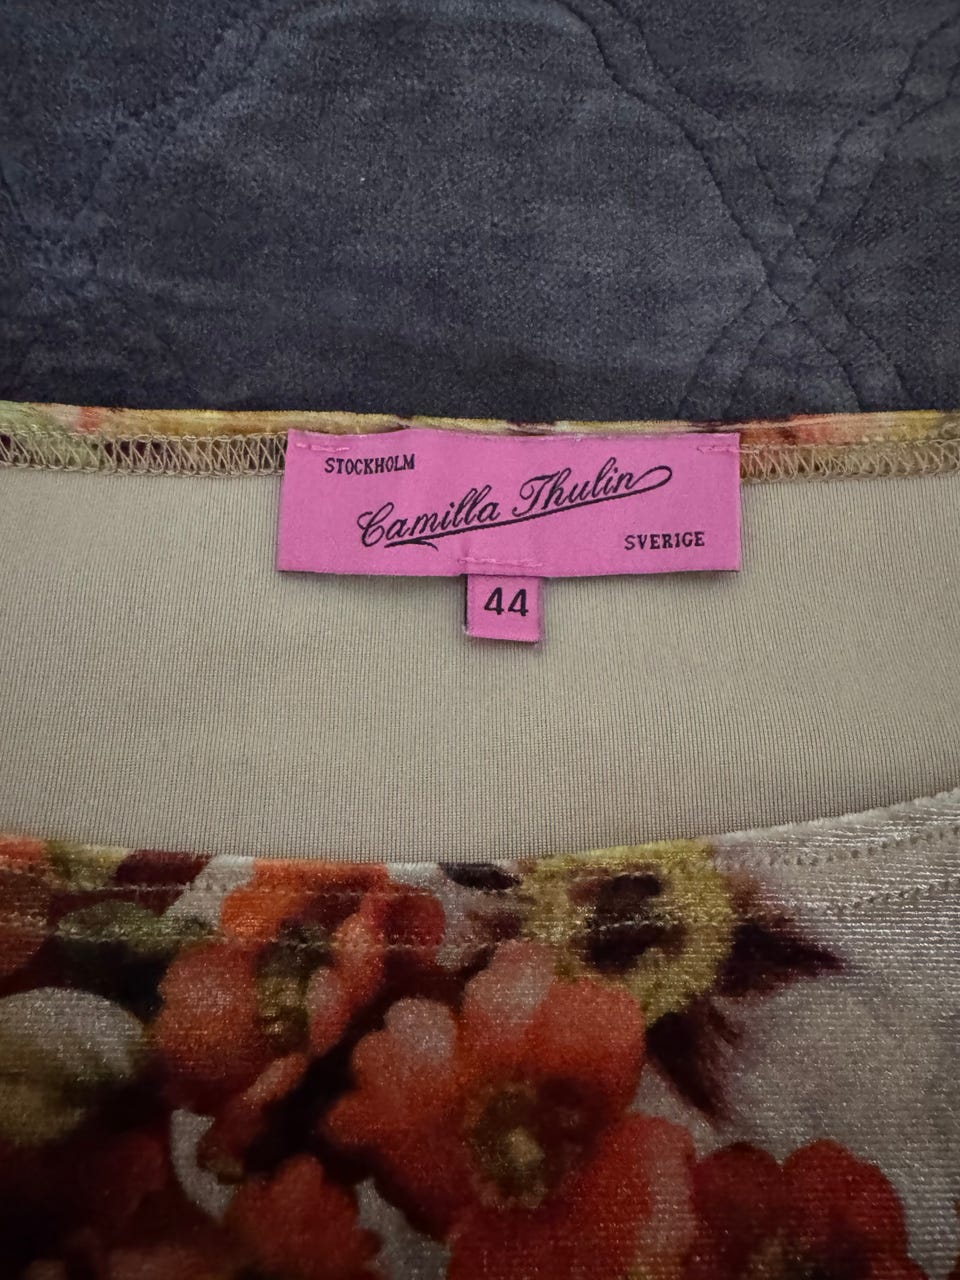 STOCKHOLM
Camilla Thulin
SVERIGE
44